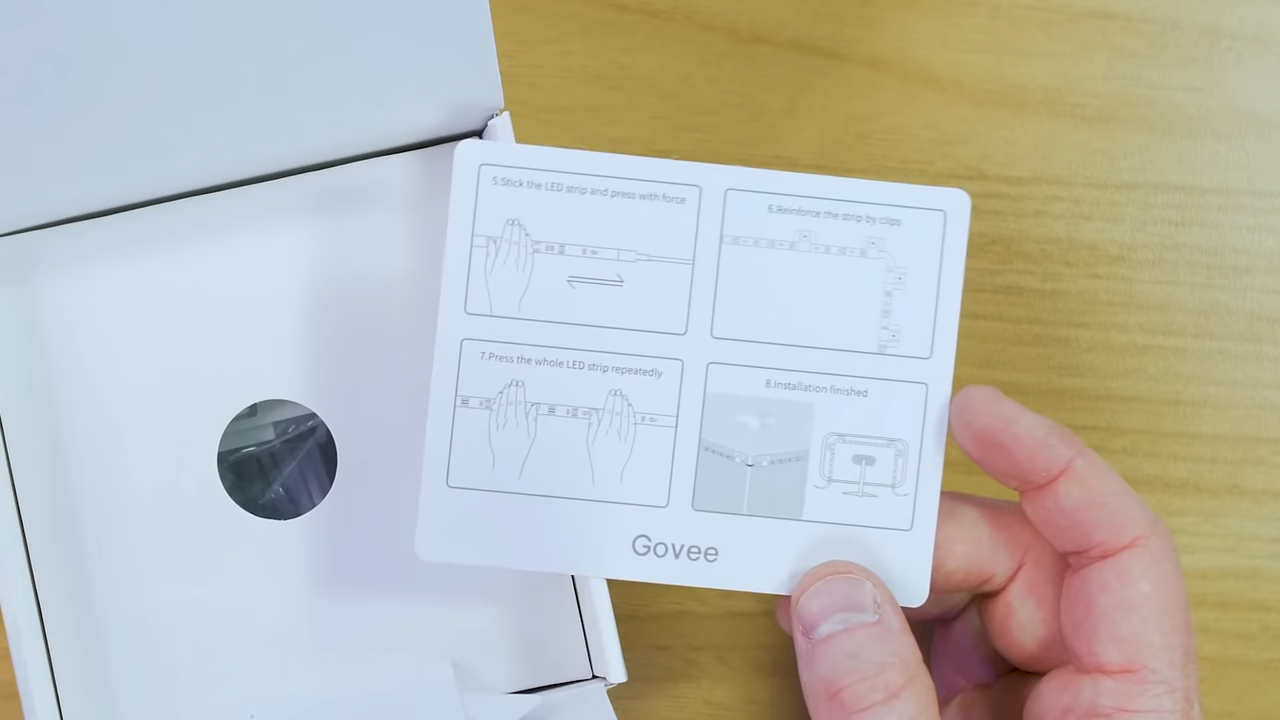 5.Stick the LED strip and press with force
6.Reinforce the strip by clips
7.Press the whole LED strip repeatedly
8.Installation finished
Govee